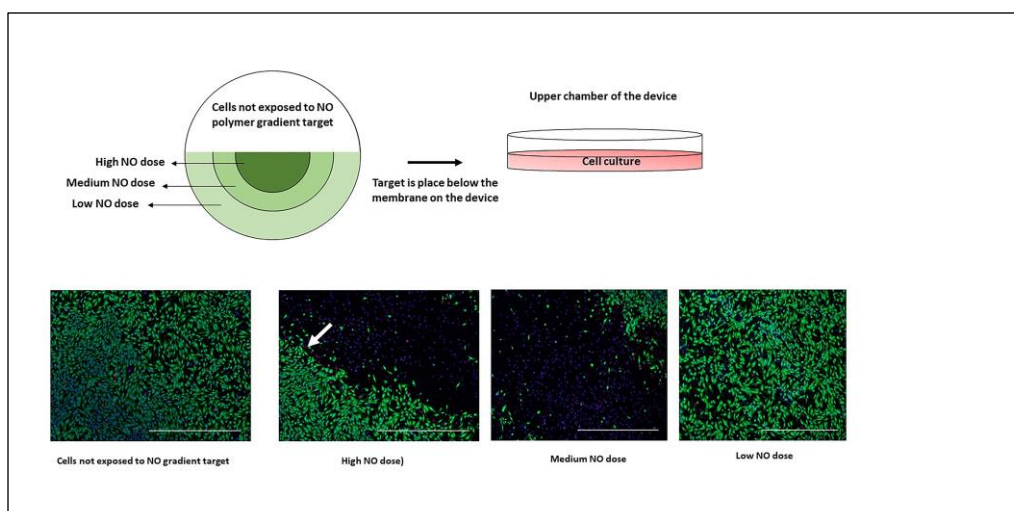 Cells not exposed to NO
polymer gradient target
High NO dose
Medium NO dose
Low NO dose
Target is place below the
membrane on the device
Upper chamber of the device
Cell culture
Cells not exposed to NO gradient target
High NO dose)
Medium NO dose
Low NO dose